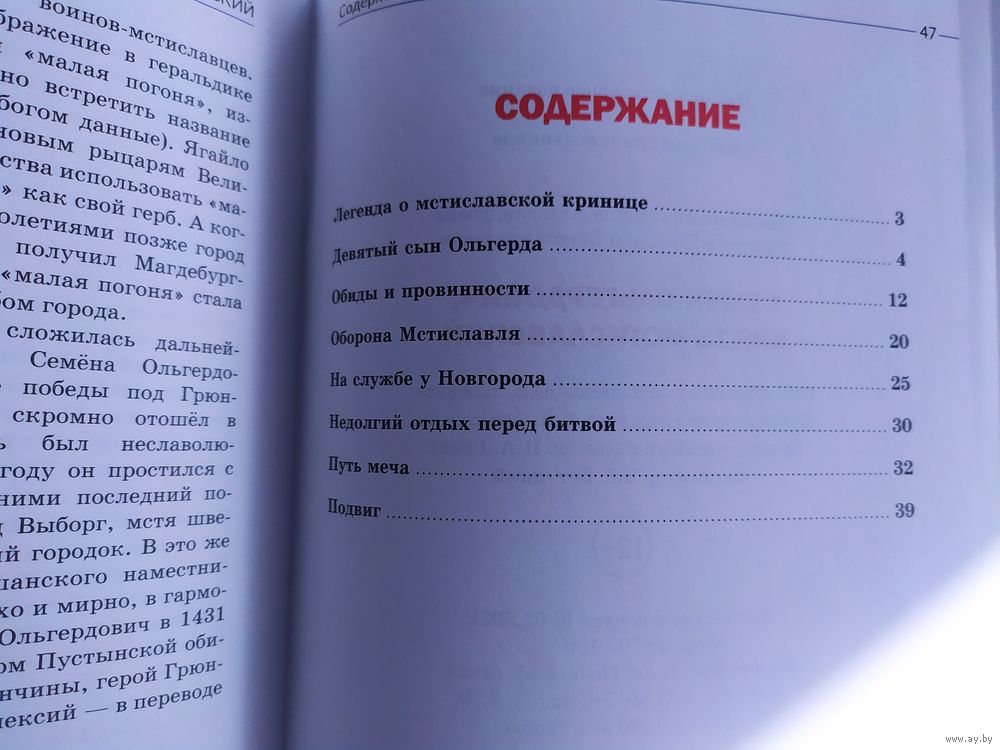 СКИЙ
воинов-мстиславцев.
бражение в геральдике
«малая погоня», из-
но встретить название
богом данные). Ягайло
новым рыцарям Вели-
ства использовать «ма-
» как свой герб. А ког-
олетиями позже город
получил Магдебург-
«малая погоня» стала
бом города.
сложилась дальней-
Семёна Ольгердо-
е победы под Грюн-
скромно отошёл в
ь был неславолю-
году он простился с
ними последний по-
д Выборг, мстя шве-
ий городок. В это же
шанского наместни-
хо и мирно, в гармо-
Ольгердович в 1431
ом Пустынской оби-
нчины, герой Грюн-
лексий — в переводе
Содержан
47
СОДЕРЖАНИЕ
Легенда о мстиславской кринице 3
Девятый сын Ольгерда 4
Обиды и провинности 12
Оборона Мстиславля 20
На службе у Новгорода 25
Недолгий отдых перед битвой 30
Путь меча 32
Подвиг 39
www.ay.by